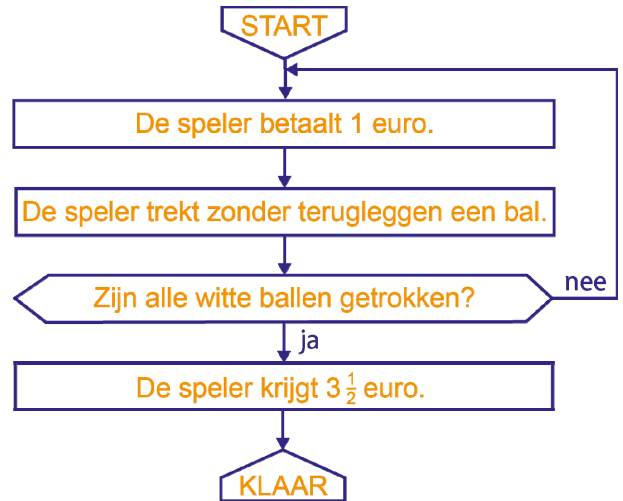 START
De speler betaalt 1 euro.
De speler trekt zonder terugleggen een bal.
Zijn alle witte ballen getrokken?
nee
ja
De speler krijgt 3 1/2 euro.
KLAAR